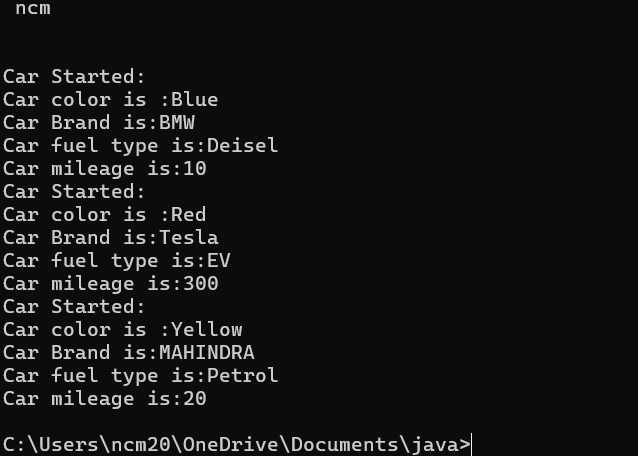 ncm
Car Started:
Car color is :Blue
Car Brand is:BMW
Car fuel type is:Deisel
Car mileage is:10
Car Started:
Car color is :Red
Car Brand is:Tesla
Car fuel type is:EV
Car mileage is:300
Car Started:
Car color is :Yellow
Car Brand is:MAHINDRA
Car fuel type is:Petrol
Car mileage is:20
C:\Users\ncm20\OneDrive\Documents\java>